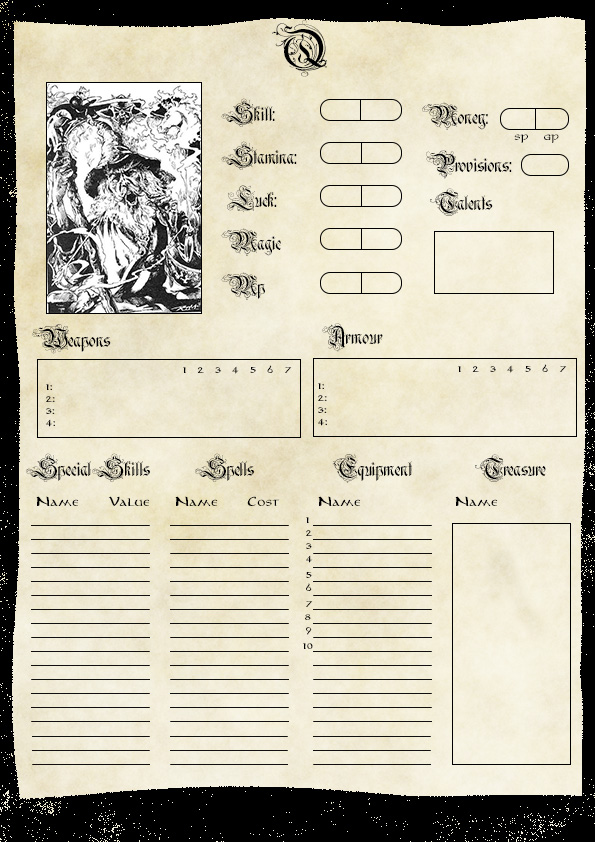 Q
Skill:
Stamina:
Luck:
Magic
Mp
Money:
sp gp
Provisions:
Talents
Weapons
1 2 3 4 5 6 7
1:
2:
3:
4:
Armour
1 2 3 4 5 6 7
1:
2:
3:
4:
Special Skills
Name Value
Spells
Name Cost
Equipment
Name
1
2
3
4
5
6
7
8
9
10
Treasure
Name